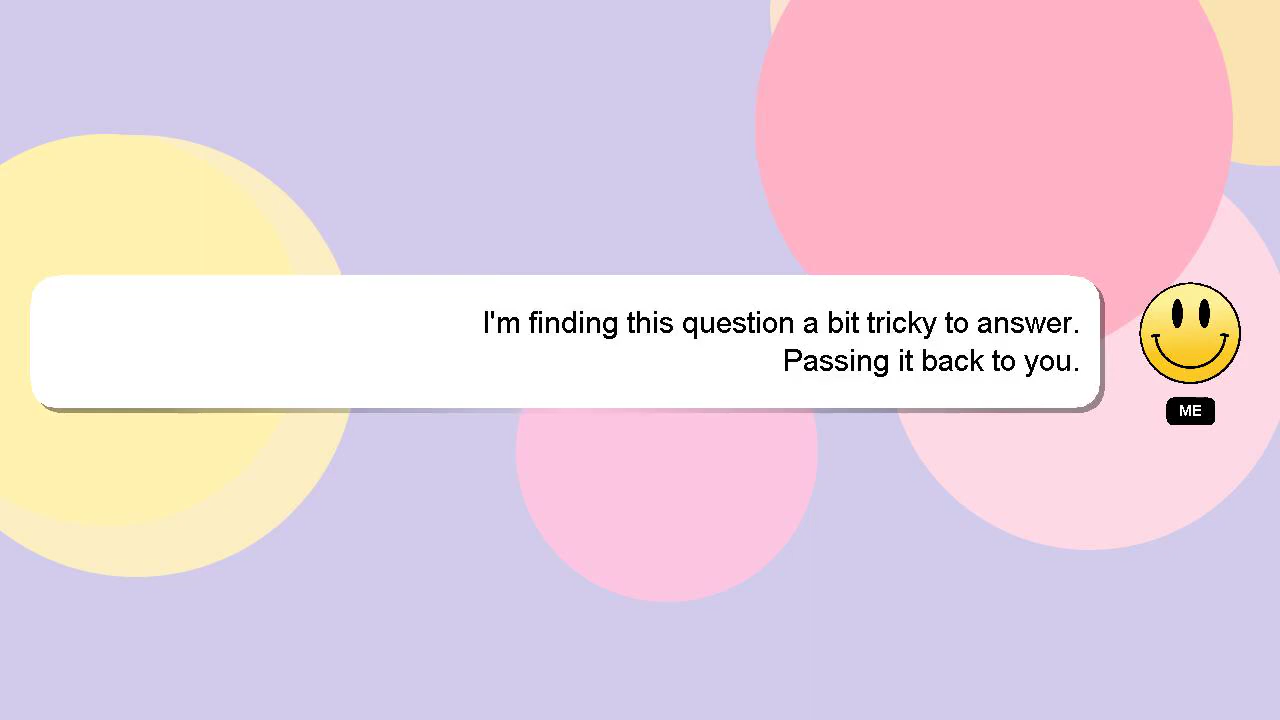 I'm finding this question a bit tricky to answer.
Passing it back to you.
ME